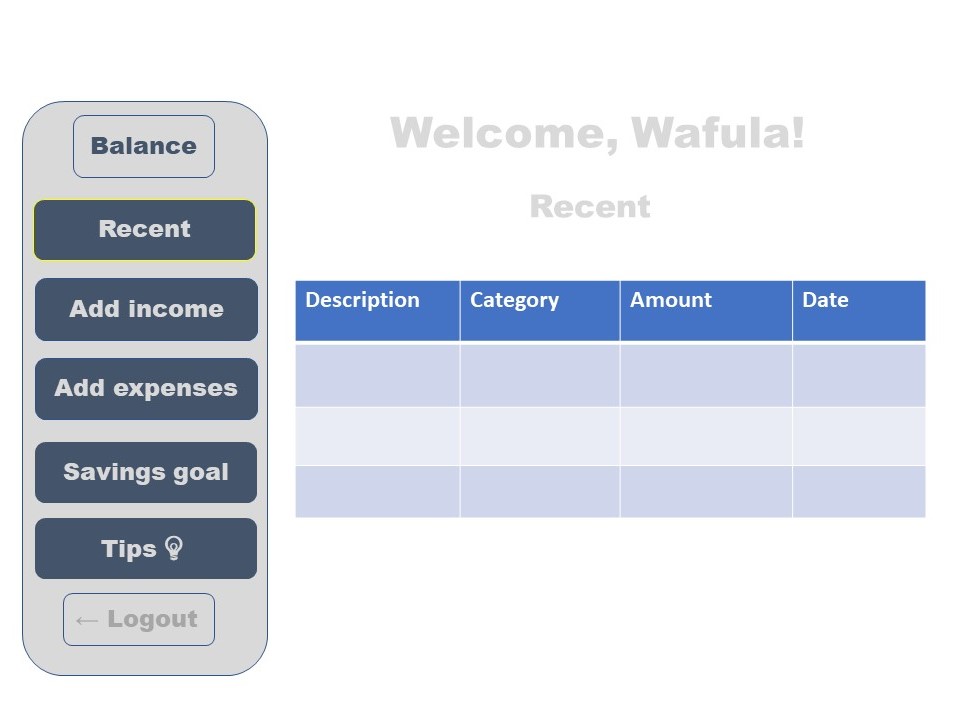 Balance
Recent
Add income
Add expenses
Savings goal
Tips
← Logout
Welcome, Wafula!
Recent
Description Category Amount Date